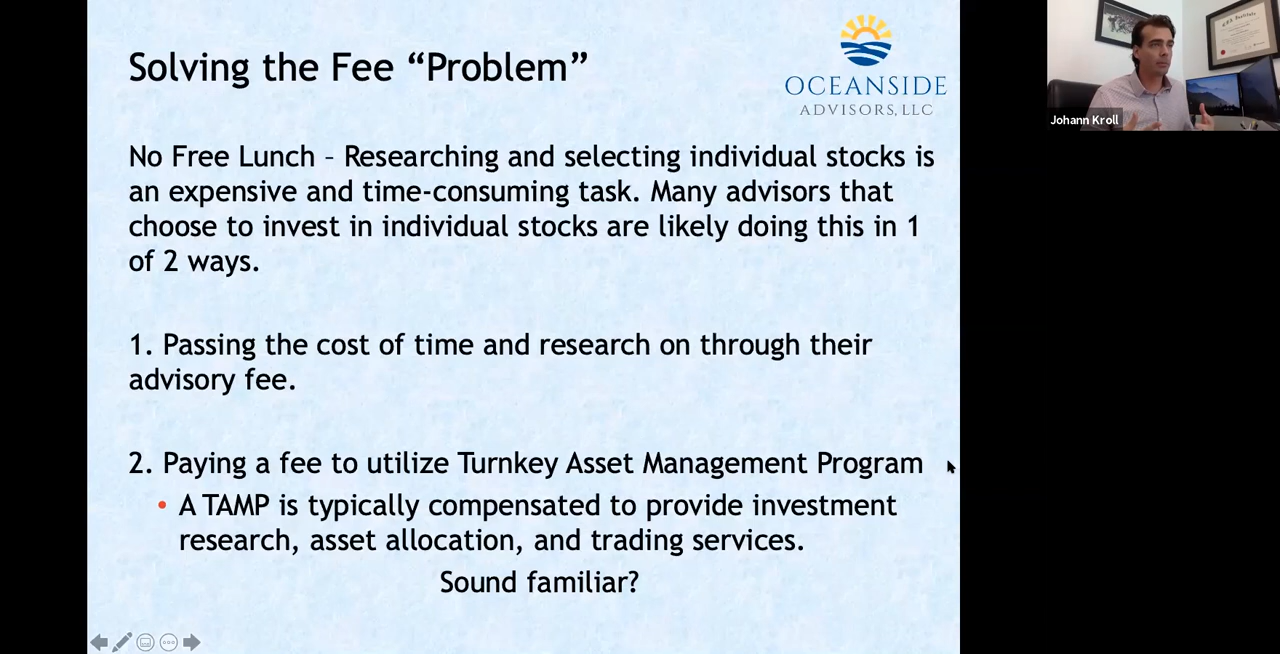 Solving the Fee “Problem”
OCEANSIDE
ADVISORS, LLC
No Free Lunch – Researching and selecting individual stocks is
an expensive and time-consuming task. Many advisors that
choose to invest in individual stocks are likely doing this in 1
of 2 ways.
1. Passing the cost of time and research on through their
advisory fee.
2. Paying a fee to utilize Turnkey Asset Management Program
• A TAMP is typically compensated to provide investment
research, asset allocation, and trading services.
Sound familiar?
Johann Kroll